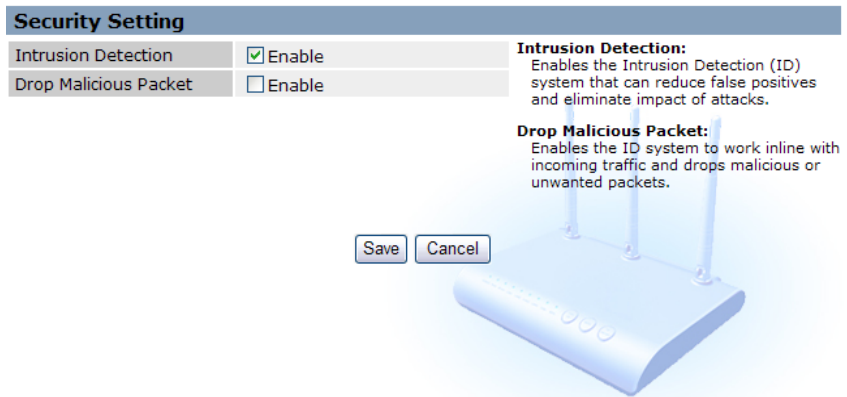 Security Setting
Intrusion Detection Enable
Drop Malicious Packet Enable
Intrusion Detection:
Enables the Intrusion Detection (ID)
system that can reduce false positives
and eliminate impact of attacks.
Drop Malicious Packet:
Enables the ID system to work inline with
incoming traffic and drops malicious or
unwanted packets.
Save Cancel